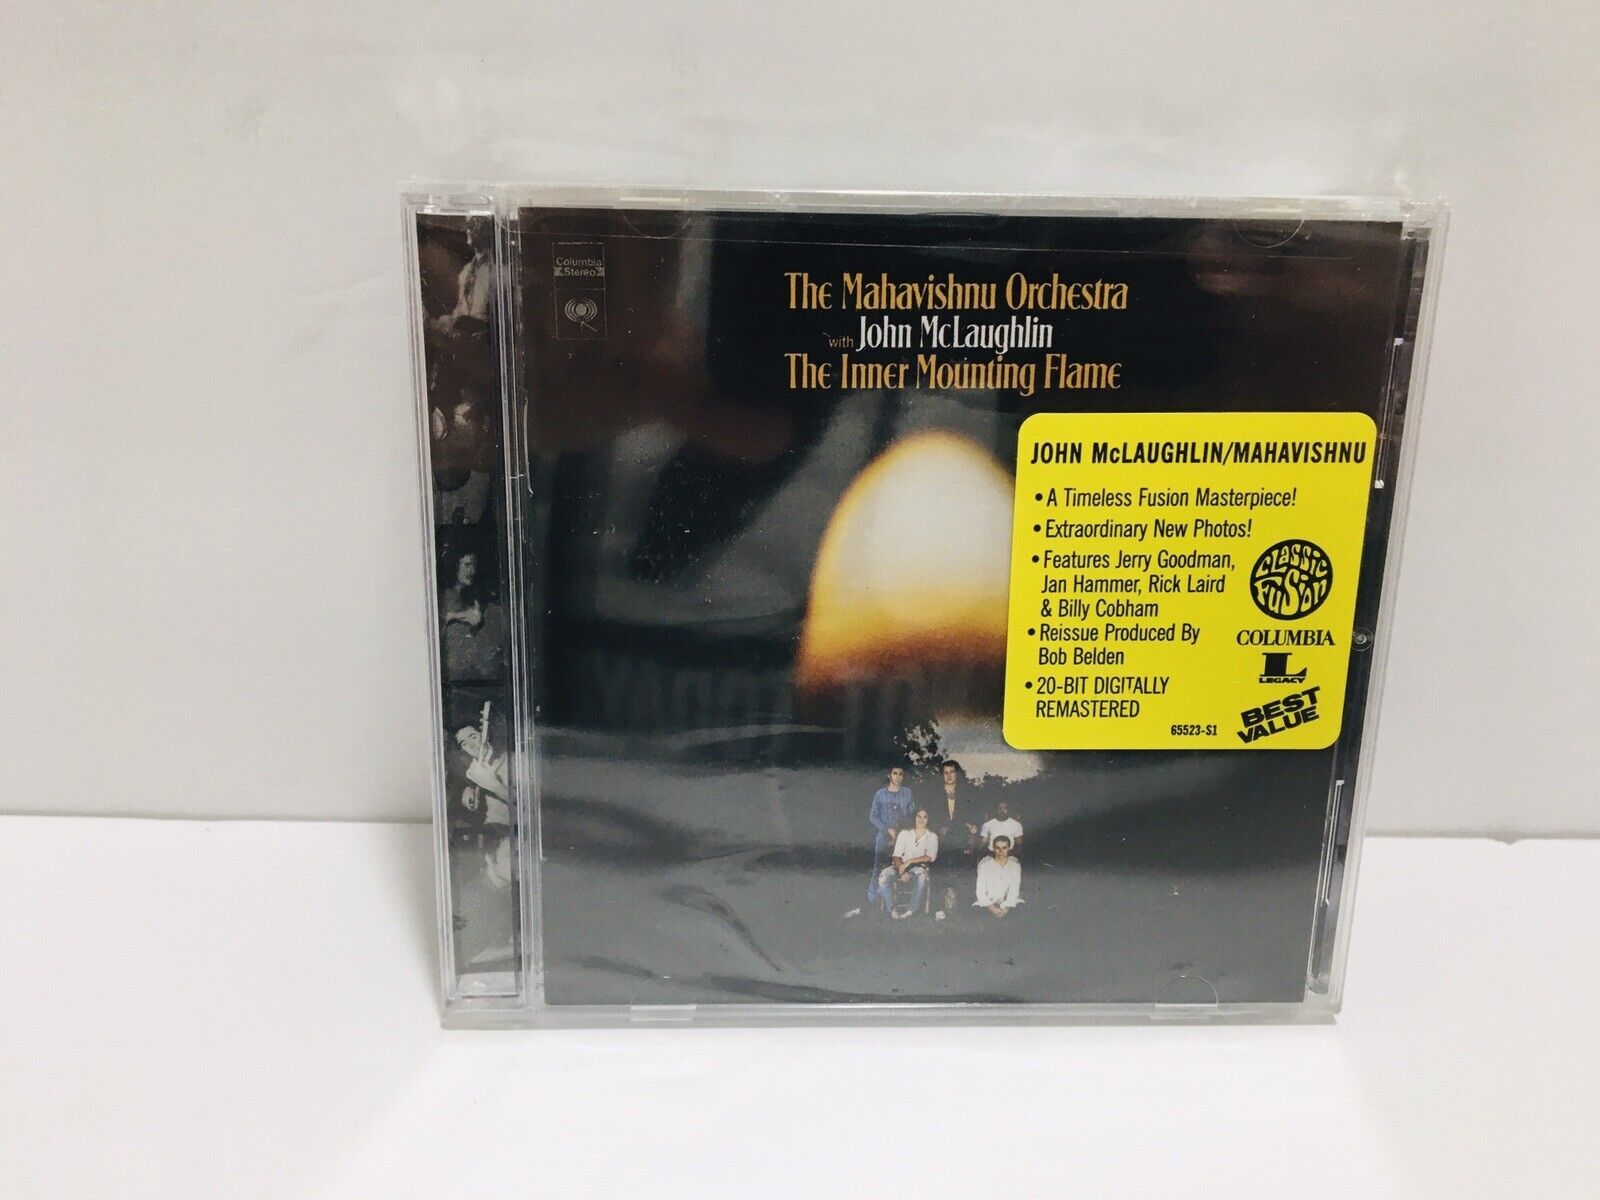 Columbia
Stereo
The Mahavishnu Orchestra
with John McLaughlin
The Inner Mounting Flame
JOHN McLAUGHLIN/MAHAVISHNU
• A Timeless Fusion Masterpiece!
• Extraordinary New Photos!
• Features Jerry Goodman,
Jan Hammer, Rick Laird
& Billy Cobham
• Reissue Produced By
Bob Belden
• 20-BIT DIGITALLY
REMASTERED
65523-S1
CLASSIC
FUSION
COLUMBIA
L
LEGACY
BEST
VALUE